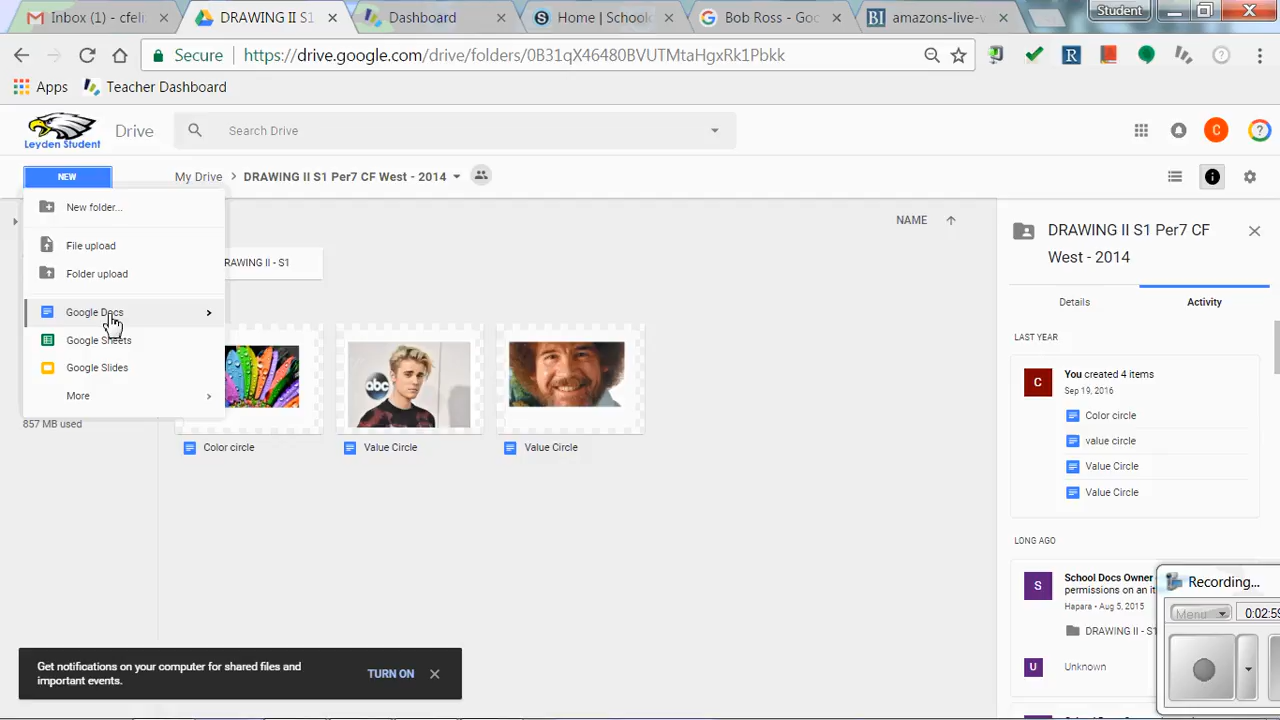 Inbox (1) - cfeli
DRAWING II S1
Dashboard
Home | School
Bob Ross - Goo
amazons-live-v
Student
Secure
https://drive.google.com/drive/folders/0B31qX46480BVUTMtaHgxRk1Pbkk
Apps
Teacher Dashboard
Leyden Student
Drive
Search Drive
C
NEW
My Drive > DRAWING II S1 Per7 CF West - 2014
New folder...
File upload
Folder upload
Google Docs
Google Sheets
Google Slides
More
857 MB used
NAME
RAWING II - S1
abc
Color circle
Value Circle
Value Circle
DRAWING II S1 Per7 CF
West - 2014
Details
Activity
LAST YEAR
C
You created 4 items
Sep 19, 2016
Color circle
value circle
Value Circle
Value Circle
LONG AGO
S
School Docs Owner
permissions on an it
Hapara • Aug 5, 2015
DRAWING II - S1
U
Unknown
Recording...
Menu
0:02:59
Get notifications on your computer for shared files and
important events.
TURN ON